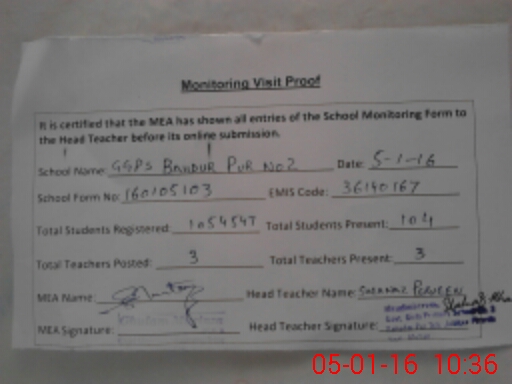 Monitoring Visit Proof
It is certified that the MEA has shown all entries of the School Monitoring Form to
the Head Teacher before its online submission.
School Name: GGPS BAHDUR PUR NO2 Date: 5-1-16
School Form No: 160105103 EMIS Code: 36140167
Total Students Registered: Total Students Present: 104
Total Teachers Posted: 3 Total Teachers Present: 3
MEA Name: Head Teacher Name: SHAHNAZ PERVEEN
MEA Signature: Head Teacher Signature:
05-01-16 10:36